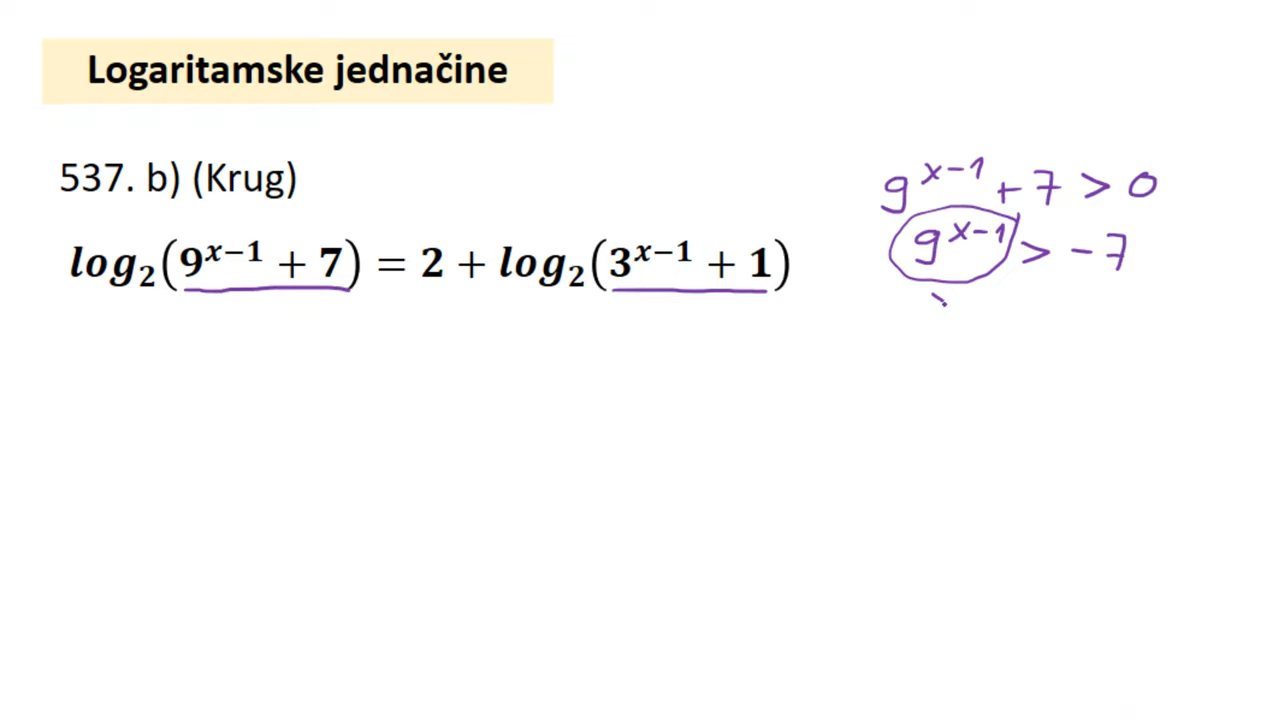 Logaritamske jednačine
537. b) (Krug)
log₂(9ˣ⁻¹ + 7) = 2 + log₂(3ˣ⁻¹ + 1)
9ˣ⁻¹ + 7 > 0
9ˣ⁻¹ > -7